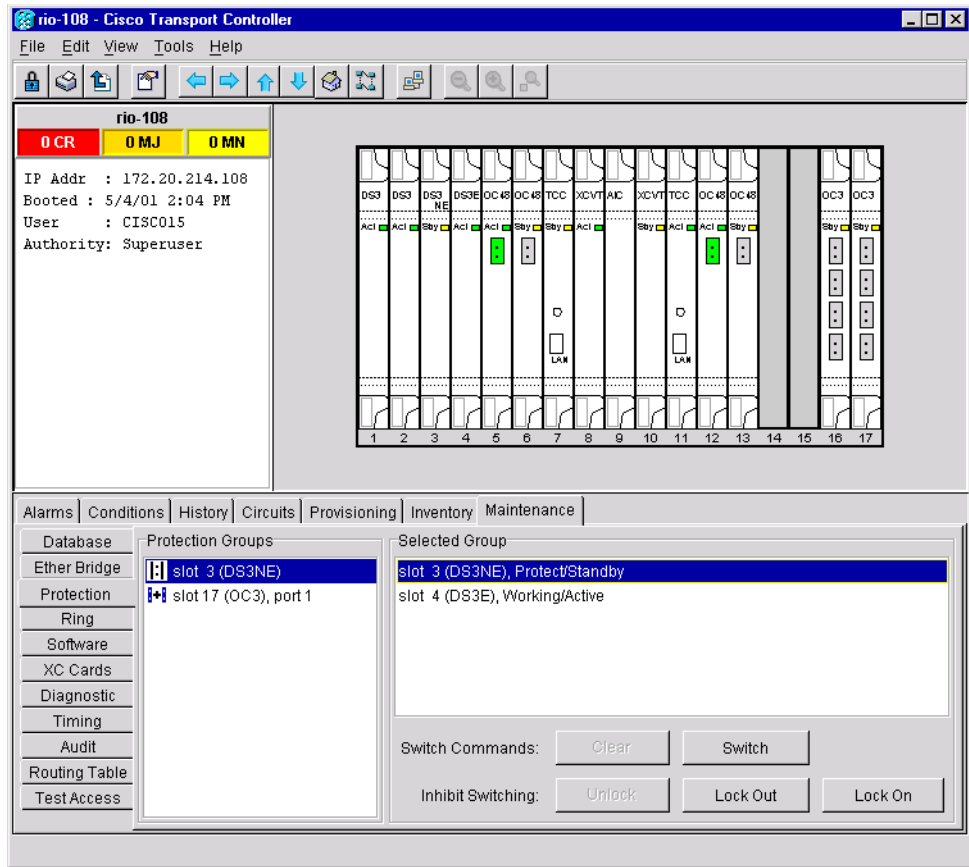 rio-108 - Cisco Transport Controller
File Edit View Tools Help
rio-108
0 CR 0 MJ 0 MN
IP Addr : 172.20.214.108
Booted : 5/4/01 2:04 PM
User : CISC015
Authority: Superuser
DS3 DS3 DS3 NE DS3E OC48 OC48 TCC XCVT AIC XCVT TCC OC48 OC48 OC3 OC3
Act Act Sby Act Act Sby Sby Act Sby Act Act Sby Sby Sby
LAN LAN
1 2 3 4 5 6 7 8 9 10 11 12 13 14 15 16 17
Alarms Conditions History Circuits Provisioning Inventory Maintenance
Database
Ether Bridge
Protection
Ring
Software
XC Cards
Diagnostic
Timing
Audit
Routing Table
Test Access
Protection Groups
slot 3 (DS3NE)
slot 17 (OC3), port 1
Selected Group
slot 3 (DS3NE), Protect/Standby
slot 4 (DS3E), Working/Active
Switch Commands: Clear Switch
Inhibit Switching: Unlock Lock Out Lock On